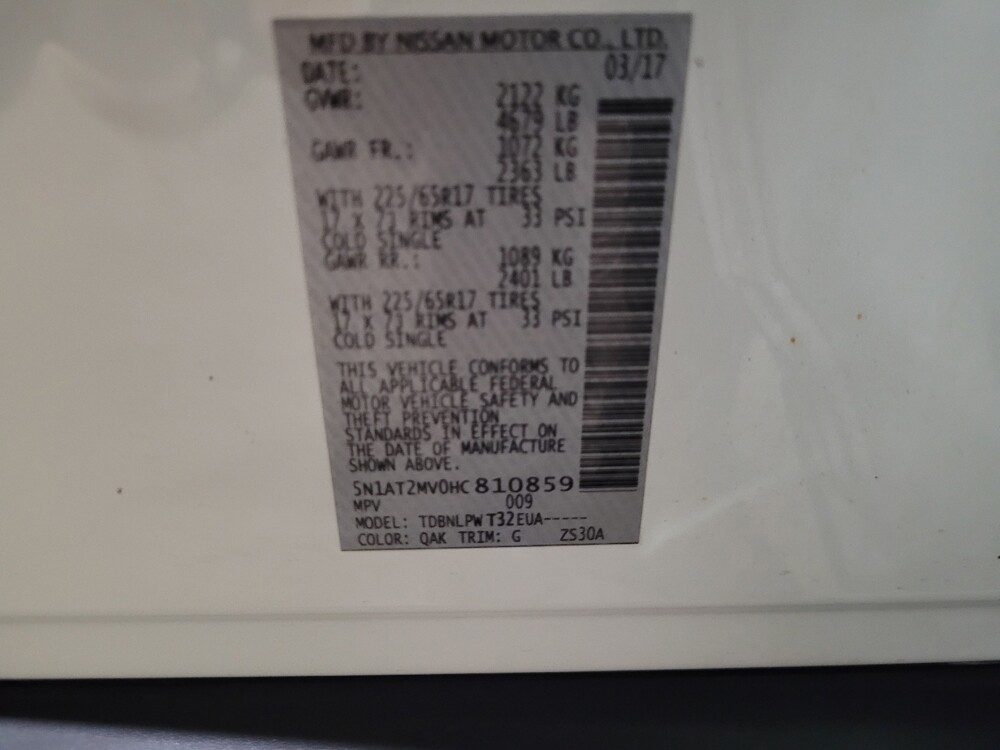 MFD BY NISSAN MOTOR CO., LTD.
DATE: 03/17
GVWR: 2122 KG
4679 LB
GAWR FR.: 1072 KG
2363 LB
WITH 225/65R17 TIRES
17 X 7J RIMS AT 33 PSI
COLD SINGLE
GAWR RR.: 1089 KG
2401 LB
WITH 225/65R17 TIRES
17 X 7J RIMS AT 33 PSI
COLD SINGLE
THIS VEHICLE CONFORMS TO
ALL APPLICABLE FEDERAL
MOTOR VEHICLE SAFETY AND
THEFT PREVENTION
STANDARDS IN EFFECT ON
THE DATE OF MANUFACTURE
SHOWN ABOVE.
5N1AT2MV0HC810859
MPV 009
MODEL: TDBNLPW T32EUA-----
COLOR: QAK TRIM: G ZS30A